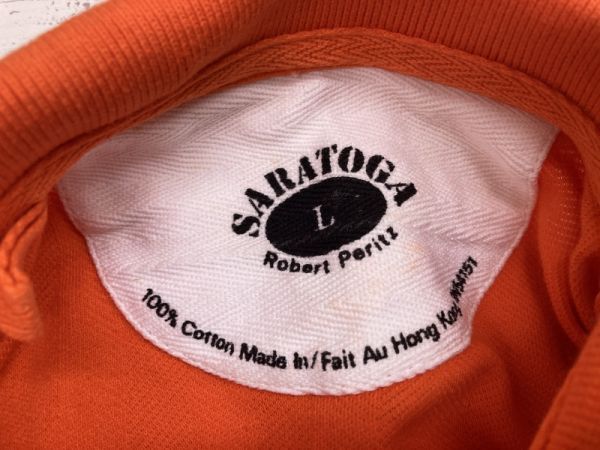 SARATOGA
L
Robert Peritz
100% Cotton Made In/Fait Au Hong Kong